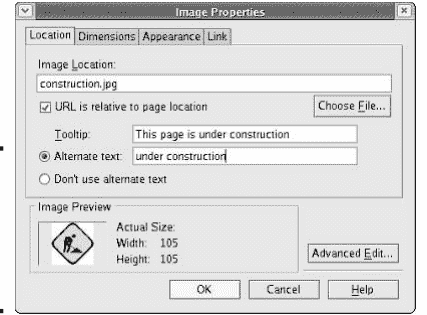 Image Properties
Location Dimensions Appearance Link
Image Location:
construction.jpg
URL is relative to page location
Choose File...
Tooltip: This page is under construction
Alternate text: under construction
Don't use alternate text
Image Preview
Actual Size:
Width: 105
Height: 105
Advanced Edit...
OK Cancel Help